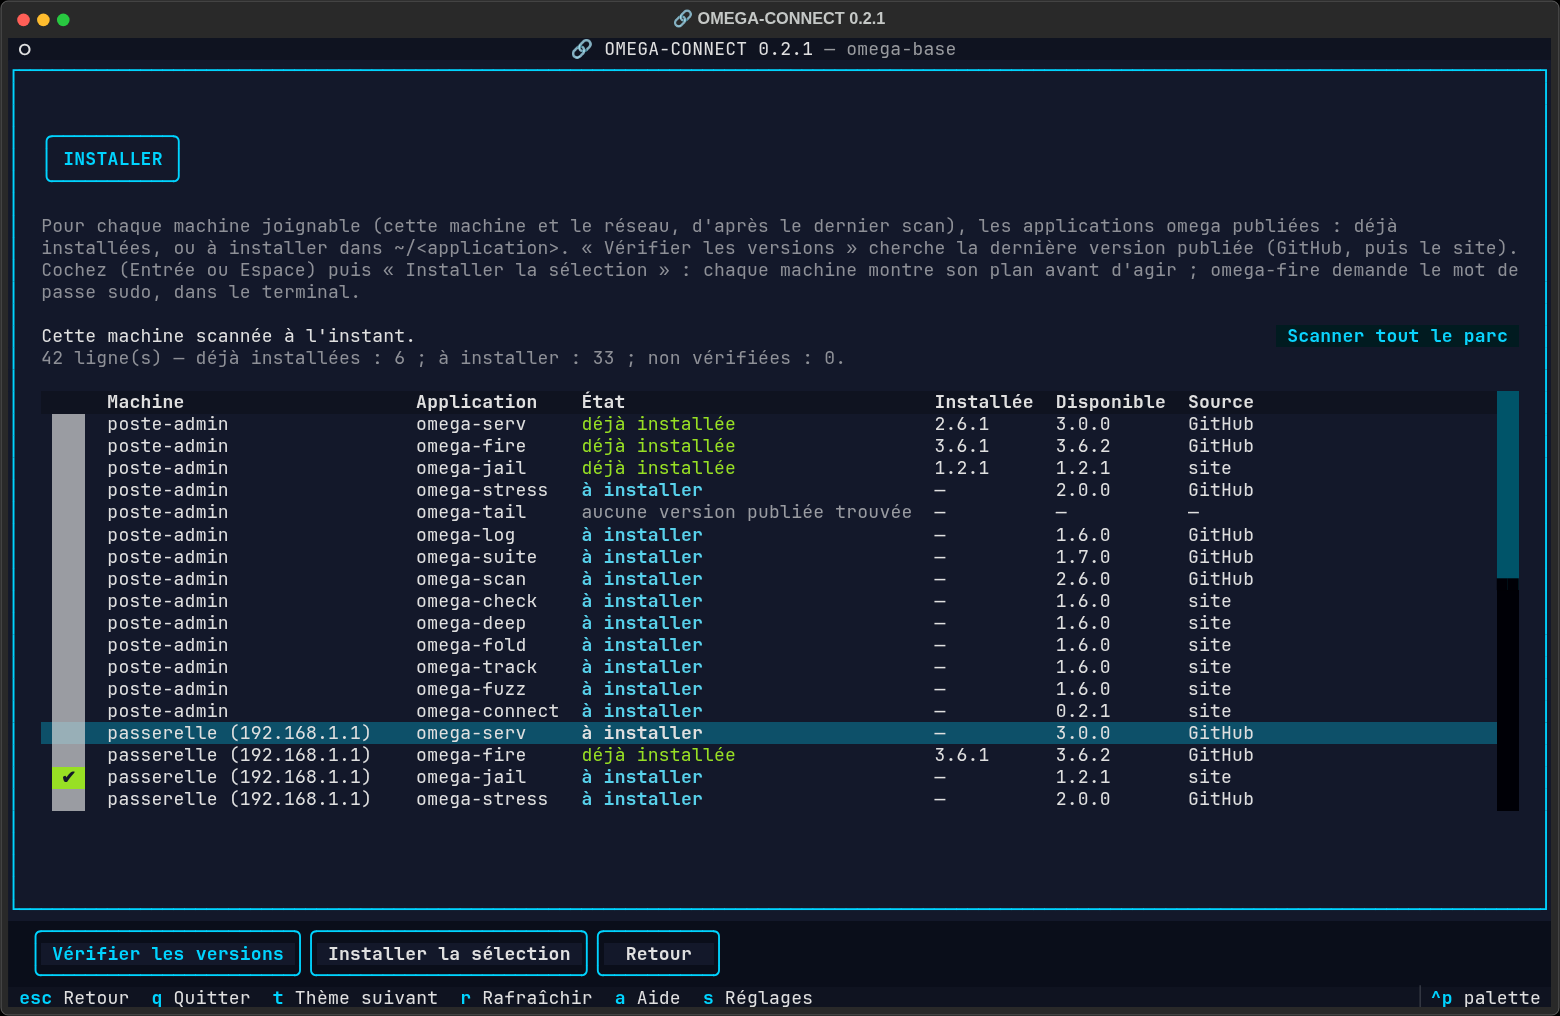 🔗 OMEGA-CONNECT 0.2.1
🔗 OMEGA-CONNECT 0.2.1 — omega-base
INSTALLER
Pour chaque machine joignable (cette machine et le réseau, d'après le dernier scan), les applications omega publiées : déjà
installées, ou à installer dans ~/<application>. « Vérifier les versions » cherche la dernière version publiée (GitHub, puis le site).
Cochez (Entrée ou Espace) puis « Installer la sélection » : chaque machine montre son plan avant d'agir ; omega-fire demande le mot de
passe sudo, dans le terminal.
Cette machine scannée à l'instant. Scanner tout le parc
42 ligne(s) — déjà installées : 6 ; à installer : 33 ; non vérifiées : 0.
Machine Application État Installée Disponible Source
poste-admin omega-serv déjà installée 2.6.1 3.0.0 GitHub
poste-admin omega-fire déjà installée 3.6.1 3.6.2 GitHub
poste-admin omega-jail déjà installée 1.2.1 1.2.1 site
poste-admin omega-stress à installer — 2.0.0 GitHub
poste-admin omega-tail aucune version publiée trouvée — — —
poste-admin omega-log à installer — 1.6.0 GitHub
poste-admin omega-suite à installer — 1.7.0 GitHub
poste-admin omega-scan à installer — 2.6.0 GitHub
poste-admin omega-check à installer — 1.6.0 site
poste-admin omega-deep à installer — 1.6.0 site
poste-admin omega-fold à installer — 1.6.0 site
poste-admin omega-track à installer — 1.6.0 site
poste-admin omega-fuzz à installer — 1.6.0 site
poste-admin omega-connect à installer — 0.2.1 site
passerelle (192.168.1.1) omega-serv à installer — 3.0.0 GitHub
passerelle (192.168.1.1) omega-fire déjà installée 3.6.1 3.6.2 GitHub
✔ passerelle (192.168.1.1) omega-jail à installer — 1.2.1 site
passerelle (192.168.1.1) omega-stress à installer — 2.0.0 GitHub
Vérifier les versions Installer la sélection Retour
esc Retour q Quitter t Thème suivant r Rafraîchir a Aide s Réglages ^p palette